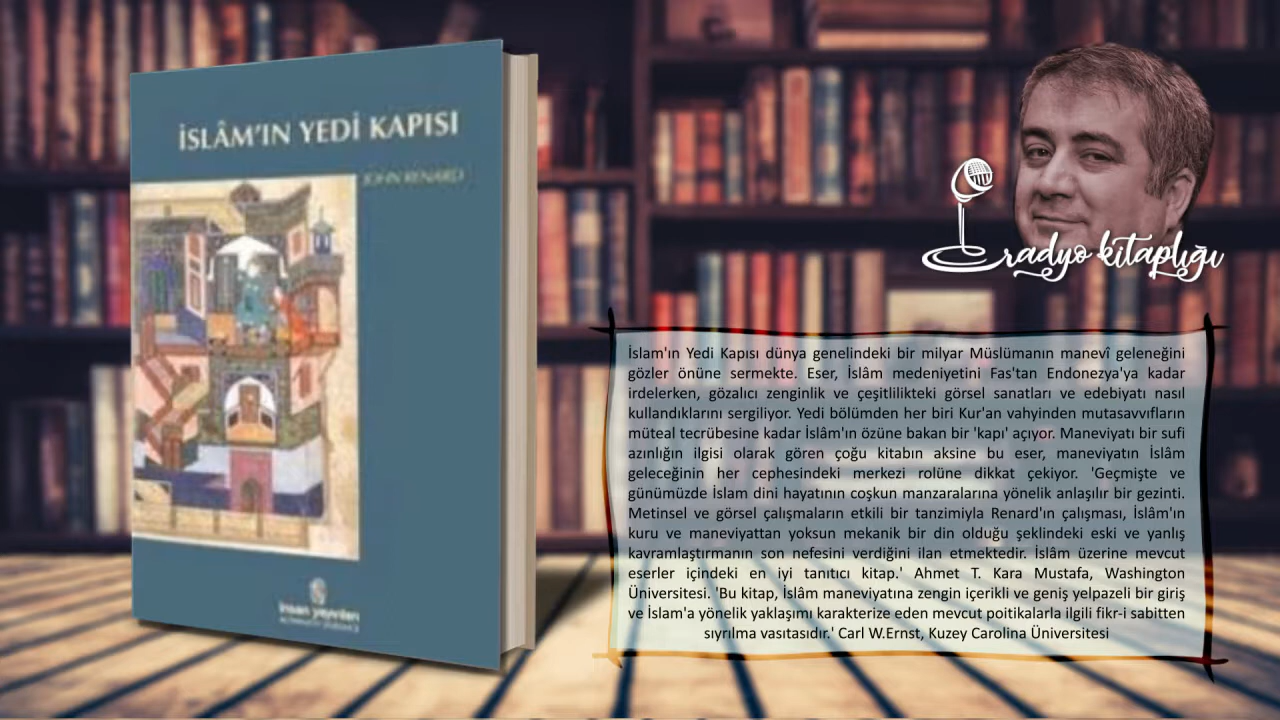 İSLÂM'IN YEDİ KAPISI
JOHN RENARD
insan yayınları
radyo kitaplığı
İslam'ın Yedi Kapısı dünya genelindeki bir milyar Müslümanın manevî geleneğini
gözler önüne sermekte. Eser, İslâm medeniyetini Fas'tan Endonezya'ya kadar
irdelerken, gözalıcı zenginlik ve çeşitlilikteki görsel sanatları ve edebiyatı nasıl
kullandıklarını sergiliyor. Yedi bölümden her biri Kur'an vahyinden mutasavvıfların
müteal tecrübesine kadar İslâm'ın özüne bakan bir 'kapı' açıyor. Maneviyatı bir sufi
azınlığın ilgisi olarak gören çoğu kitabın aksine bu eser, maneviyatın İslâm
geleceğinin her cephesindeki merkezi rolüne dikkat çekiyor. 'Geçmişte ve
günümüzde İslam dini hayatının coşkun manzaralarına yönelik anlaşılır bir gezinti.
Metinsel ve görsel çalışmaların etkili bir tanzimiyla Renard'ın çalışması, İslâm'ın
kuru ve maneviyattan yoksun mekanik bir din olduğu şeklindeki eski ve yanlış
kavramlaştırmanın son nefesini verdiğini ilan etmektedir. İslâm üzerine mevcut
eserler içindeki en iyi tanıtıcı kitap.' Ahmet T. Kara Mustafa, Washington
Üniversitesi. 'Bu kitap, İslâm maneviyatına zengin içerikli ve geniş yelpazeli bir giriş
ve İslam'a yönelik yaklaşımı karakterize eden mevcut poitikalarla ilgili fikr-i sabitten
sıyrılma vasıtasıdır.' Carl W.Ernst, Kuzey Carolina Üniversitesi